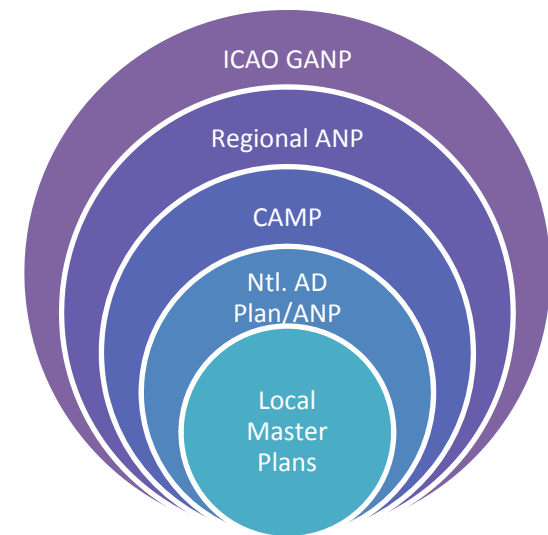 ICAO GANP
Regional ANP
CAMP
Ntl. AD
Plan/ANP
Local
Master
Plans